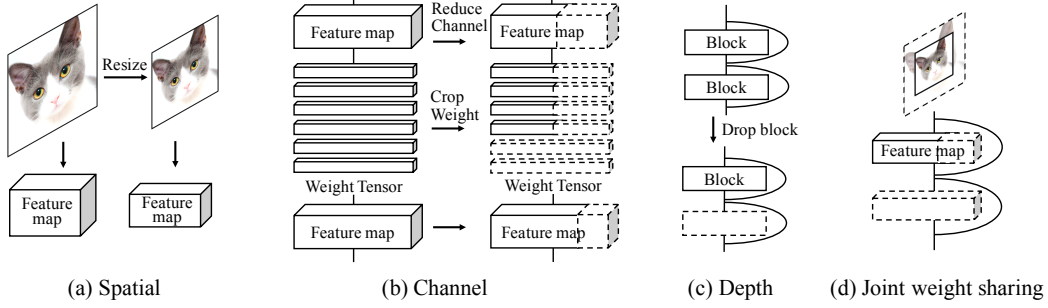 Resize
Feature
map
Feature
map
(a) Spatial
Feature map
Reduce
Channel
Feature map
Crop
Weight
Weight Tensor
Weight Tensor
Feature map
Feature map
(b) Channel
Block
Block
Drop block
Block
(c) Depth
Feature map
(d) Joint weight sharing